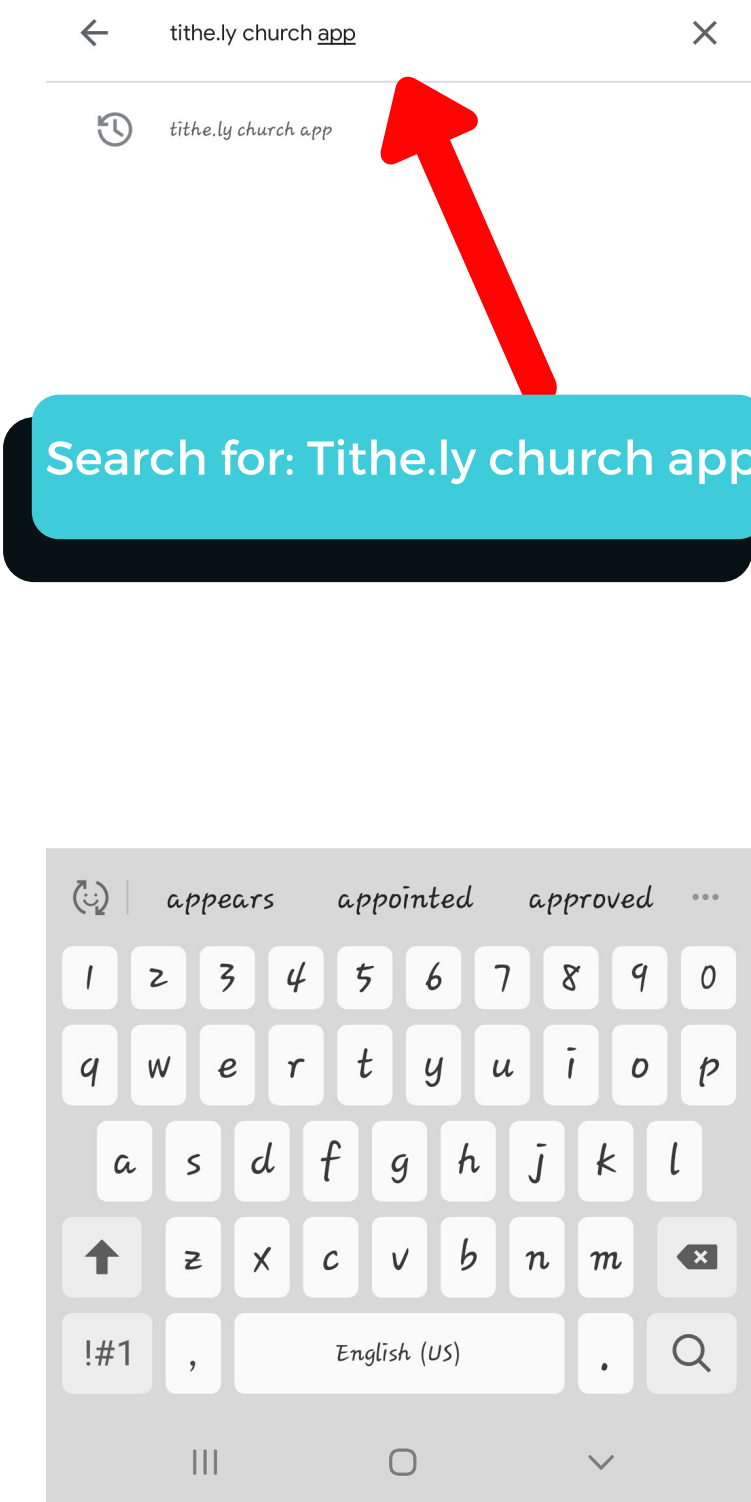 tithe.ly church app
tithe.ly church app
Search for: Tithe.ly church app
appears appointed approved
1 2 3 4 5 6 7 8 9 0
q w e r t y u i o p
a s d f g h j k l
z x c v b n m
!#1 , English (US) .